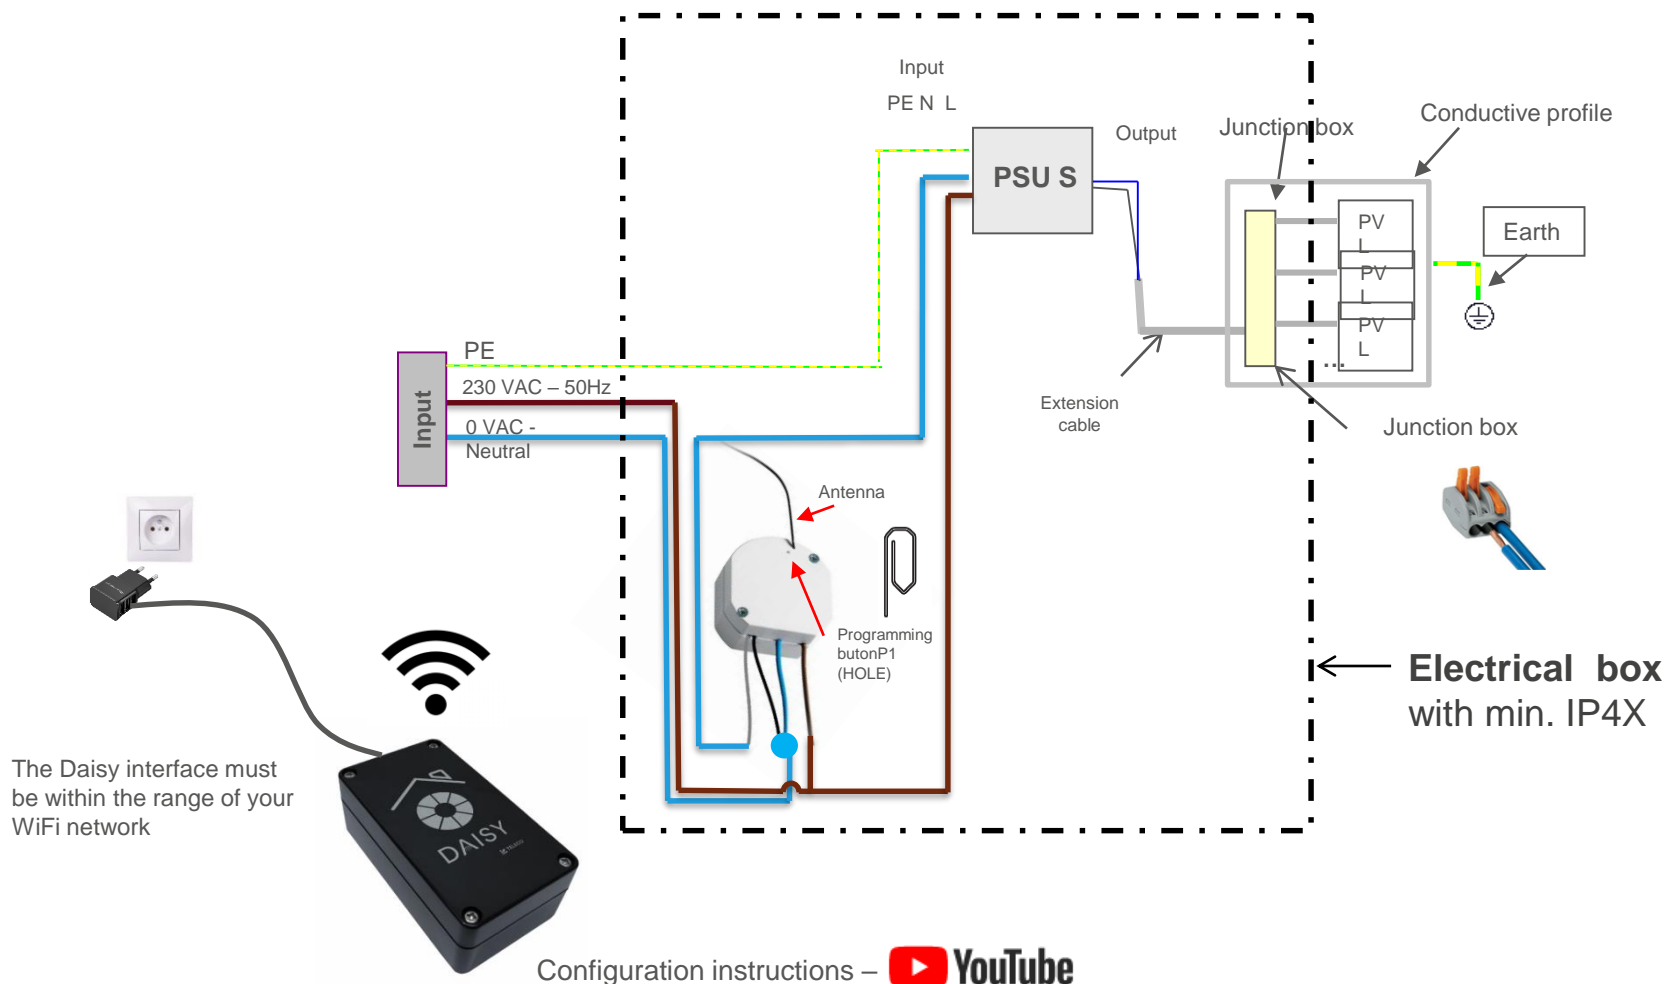 Input
PE N L
PSU S
Output
Junction box
Conductive profile
PV
L
PV
L
PV
L
...
Earth
PE
230 VAC – 50Hz
0 VAC -
Neutral
Input
Extension
cable
Junction box
Antenna
Programming
butonP1
(HOLE)
Electrical box
with min. IP4X
The Daisy interface must
be within the range of your
WiFi network
DAISY
Configuration instructions –
YouTube